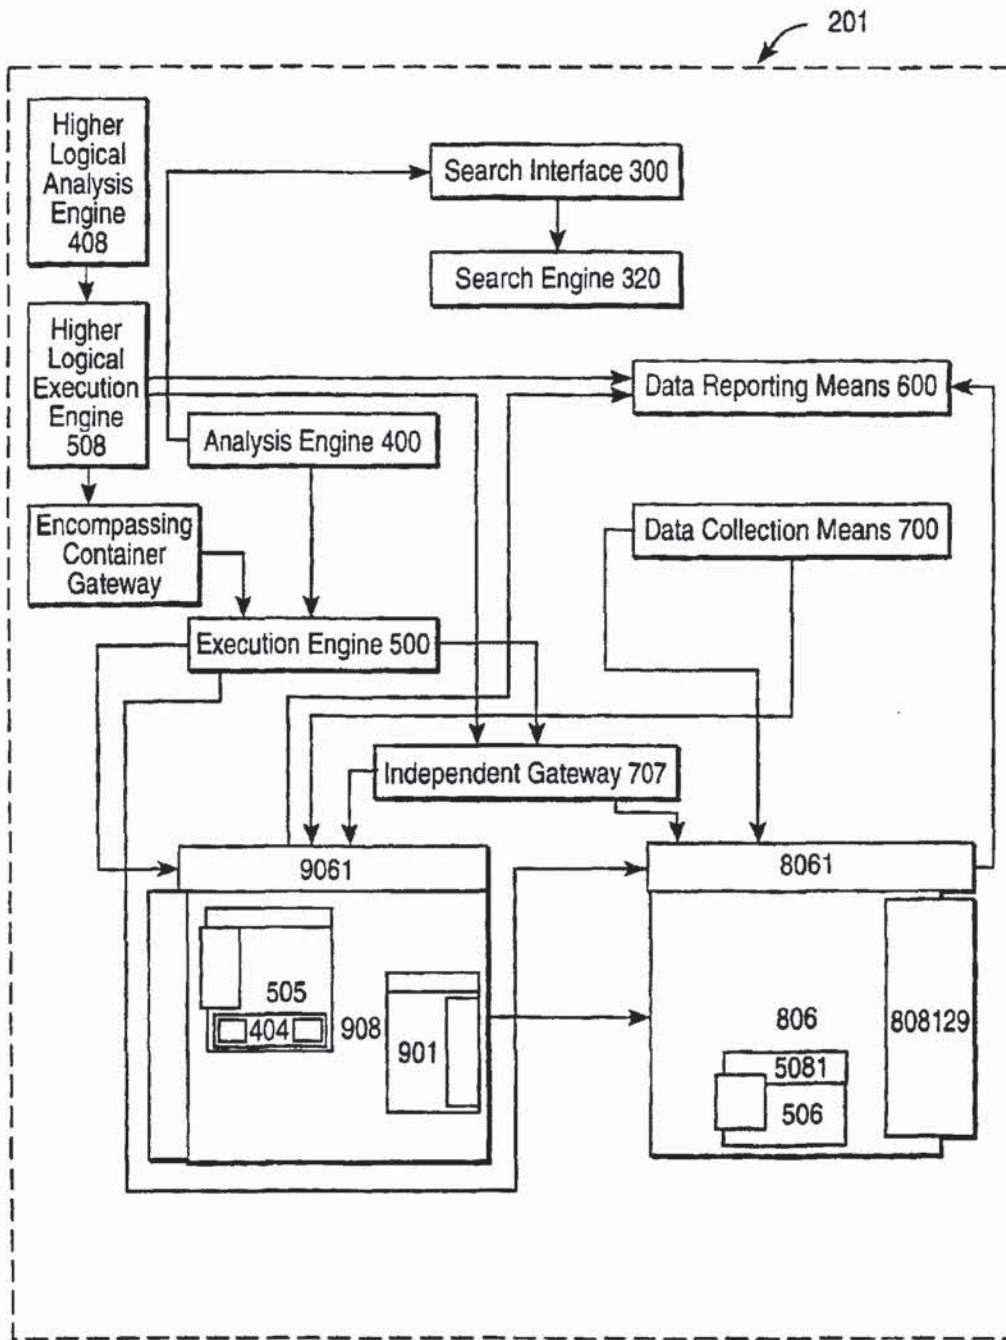 201
Higher
Logical
Analysis
Engine
408
Search Interface 300
Search Engine 320
Higher
Logical
Execution
Engine
508
Data Reporting Means 600
Analysis Engine 400
Encompassing
Container
Gateway
Data Collection Means 700
Execution Engine 500
Independent Gateway 707
9061
8061
505
404
908
901
806
808129
5081
506